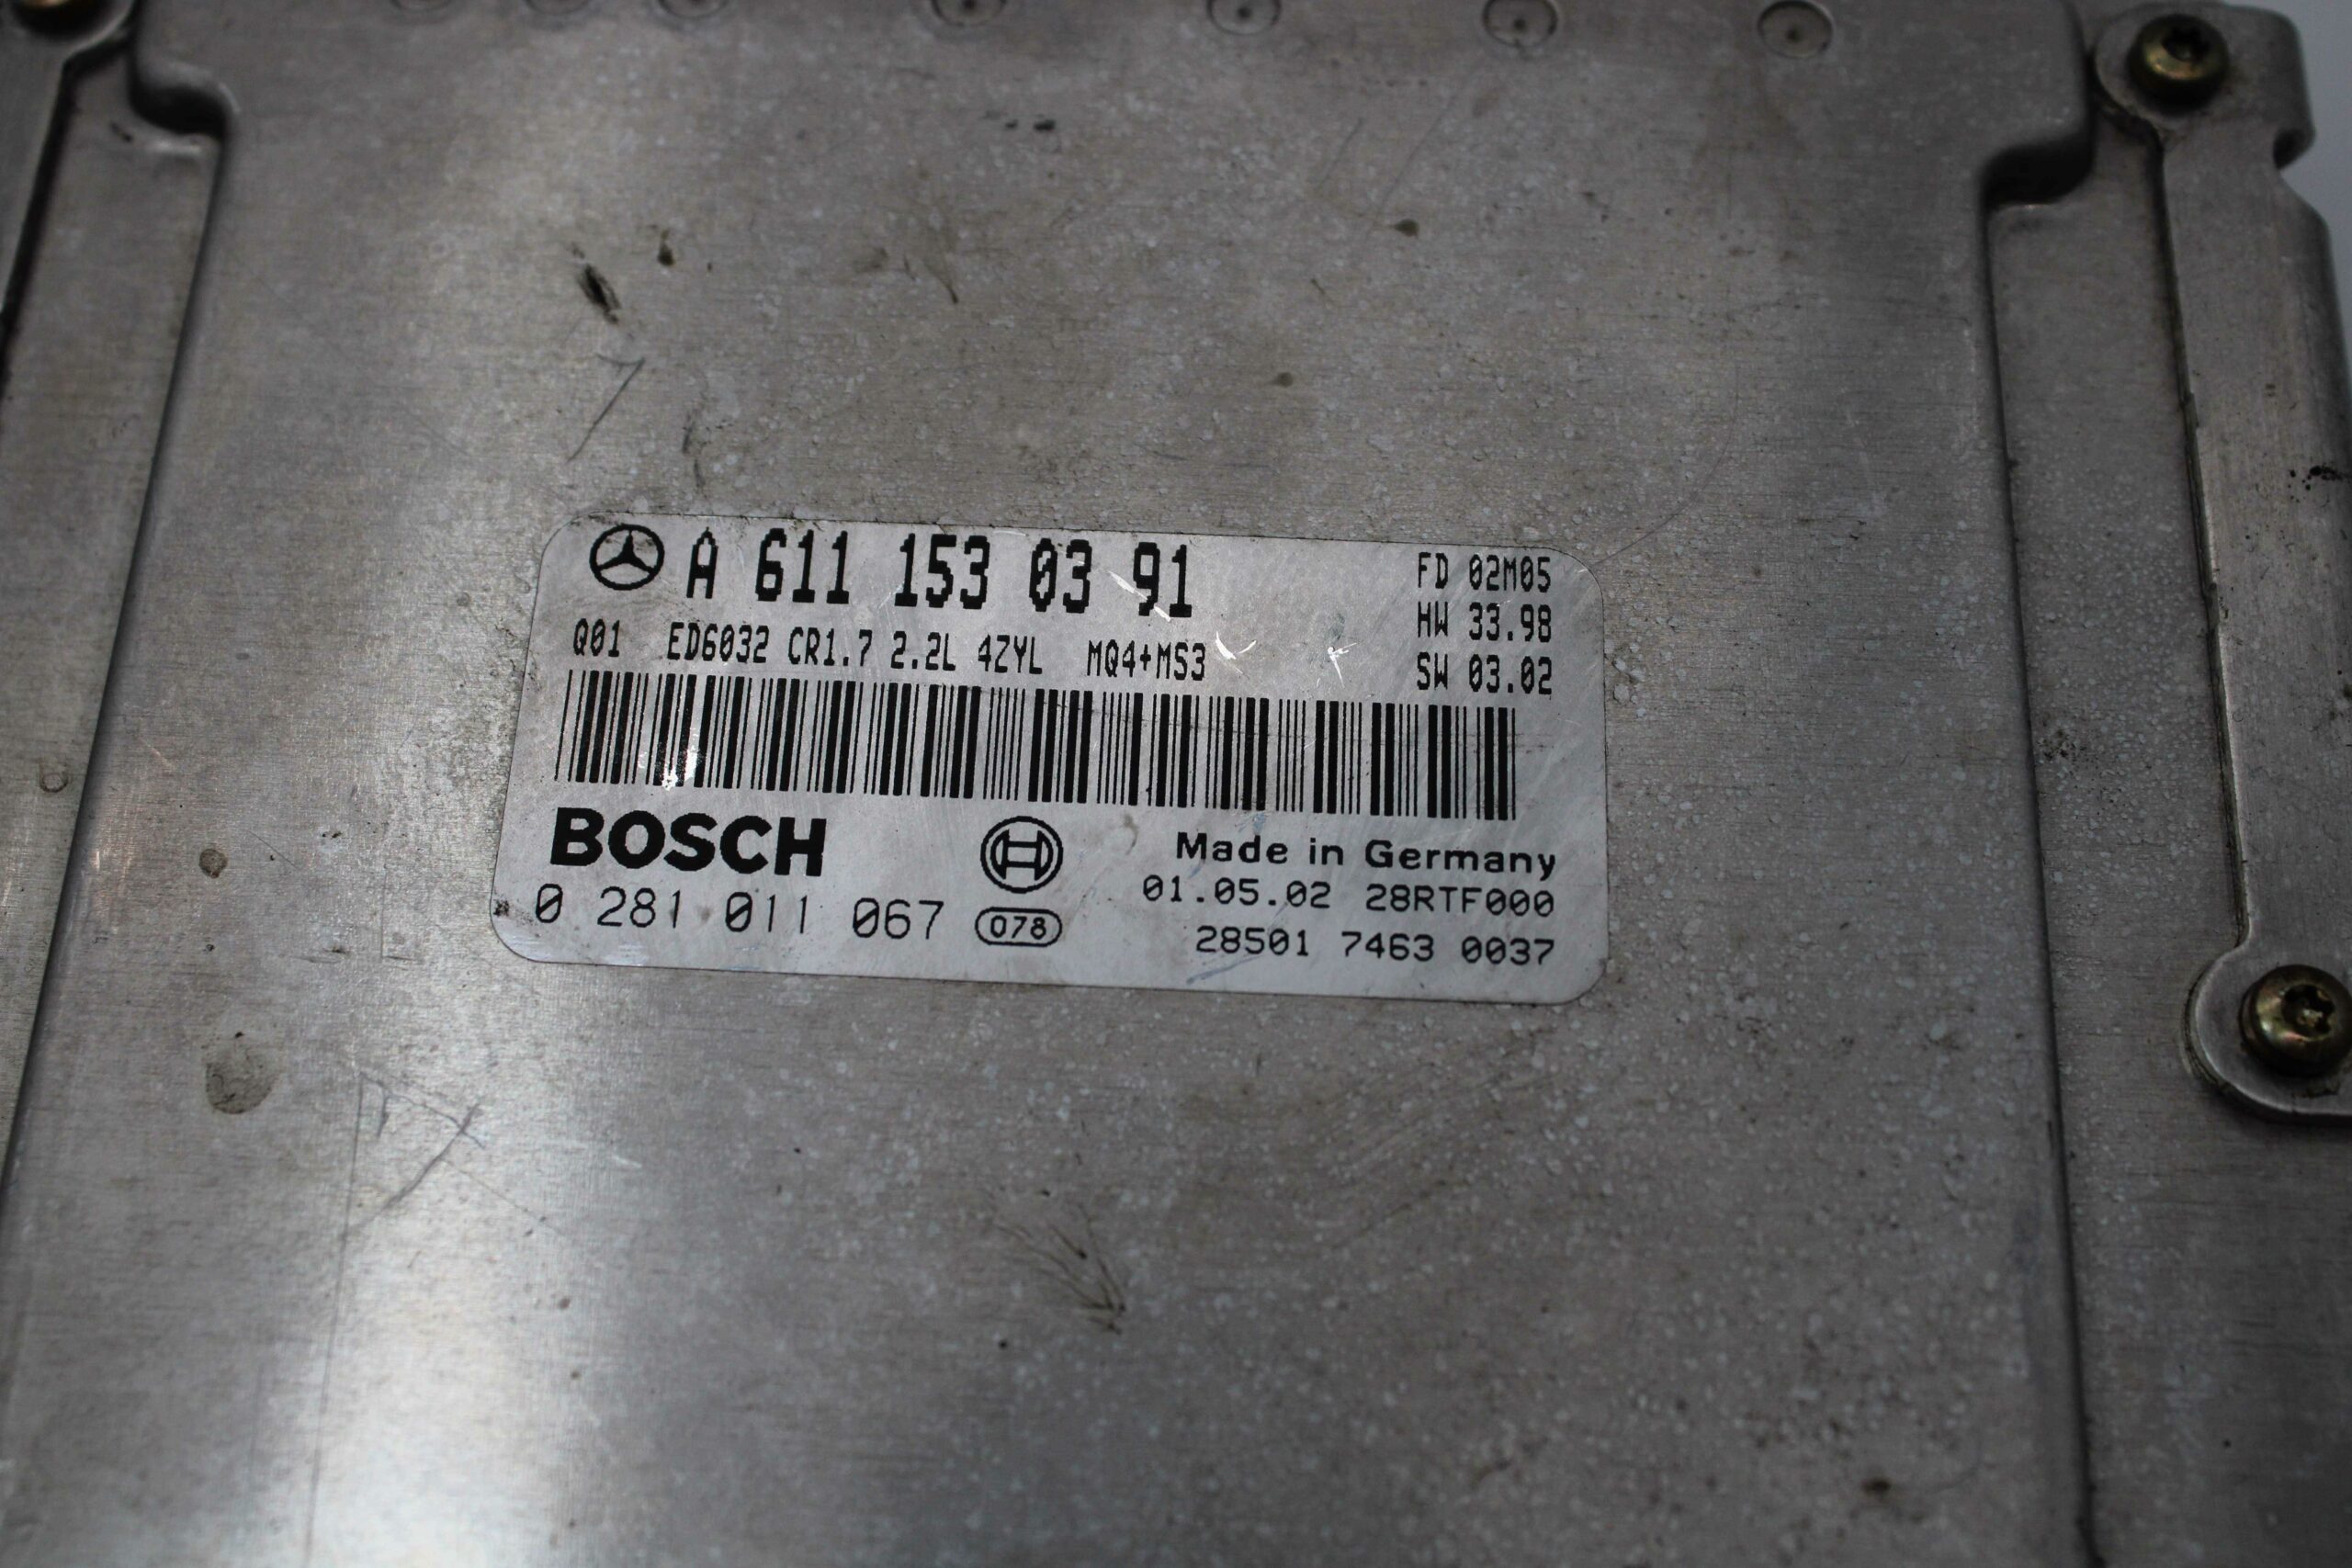 A 611 153 03 91
FD 02M05
HW 33.98
Q01 ED6032 CR1.7 2.2L 4ZYL MQ4+MS3
SW 03.02
BOSCH
Made in Germany
01.05.02 28RTF000
0 281 011 067 078
28501 7463 0037